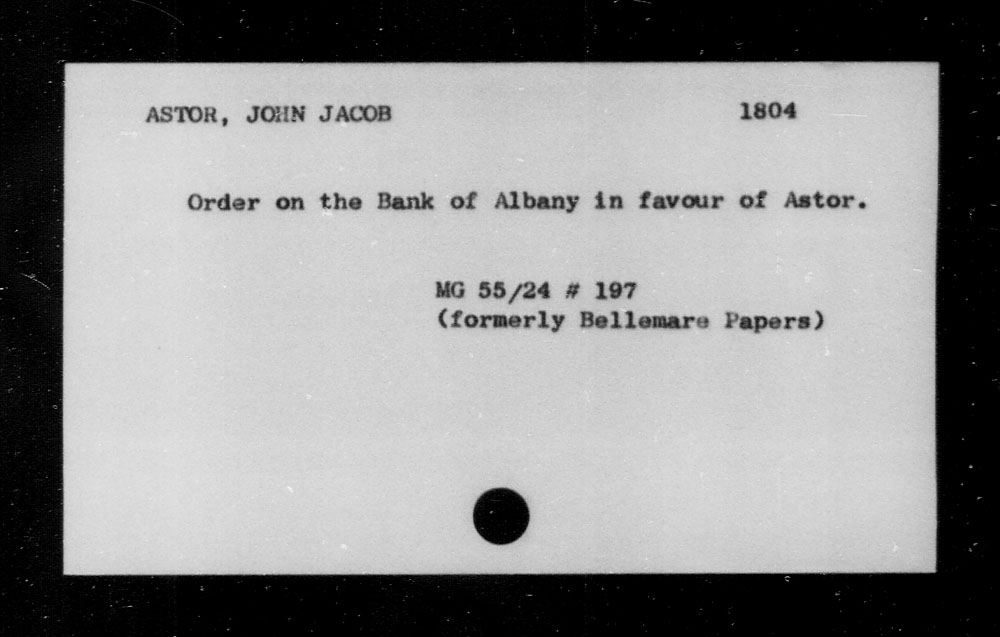 ASTOR, JOHN JACOB 1804
Order on the Bank of Albany in favour of Astor.
MG 55/24 # 197
(formerly Bellemare Papers)